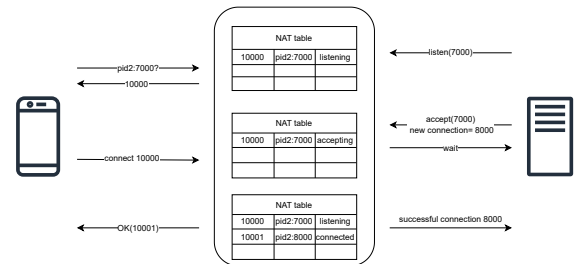 NAT table
10000 pid2:7000 listening
listen(7000)
pid2:7000?
10000
NAT table
10000 pid2:7000 accepting
accept(7000)
new connection= 8000
wait
connect 10000
NAT table
10000 pid2:7000 listening
10001 pid2:8000 connected
OK(10001)
successful connection 8000